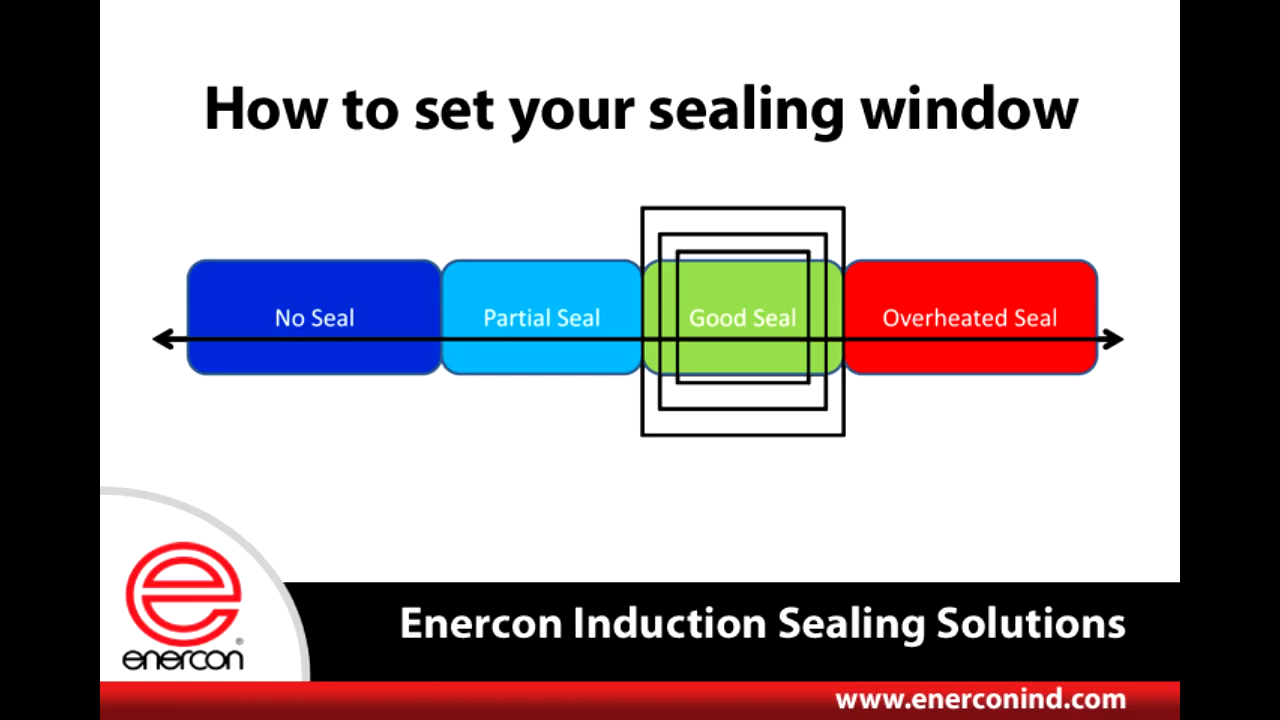 How to set your sealing window
No Seal
Partial Seal
Good Seal
Overheated Seal
enercon®
Enercon Induction Sealing Solutions
www.enerconind.com